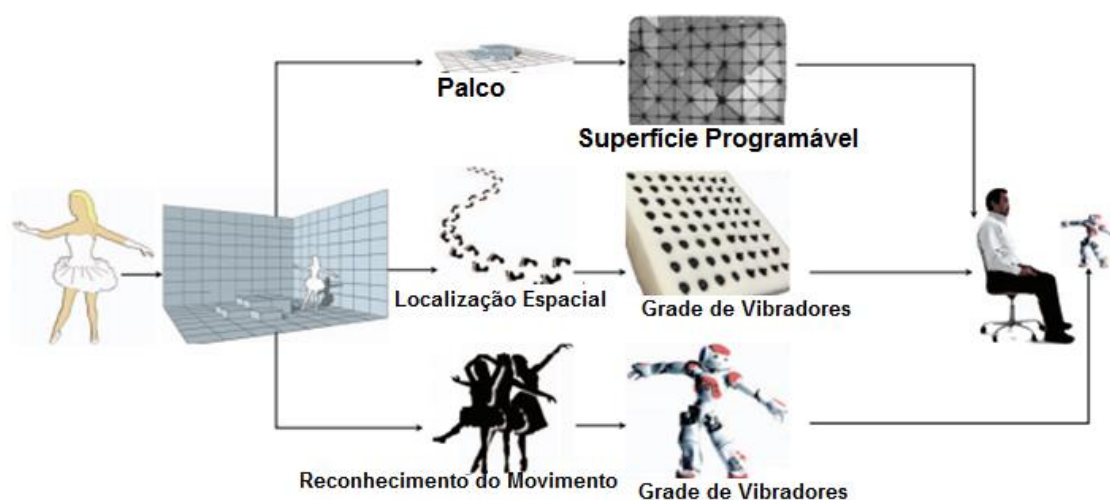 Palco
Superfície Programável
Localização Espacial
Grade de Vibradores
Reconhecimento do Movimento
Grade de Vibradores